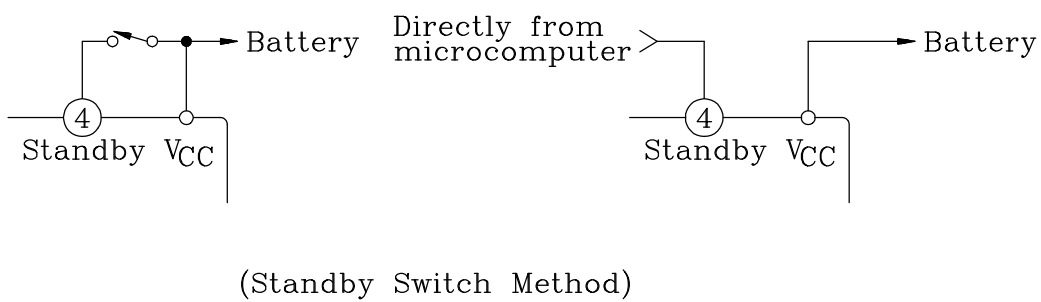 Battery
4
Standby VCC
Directly from
microcomputer
Battery
4
Standby VCC
(Standby Switch Method)